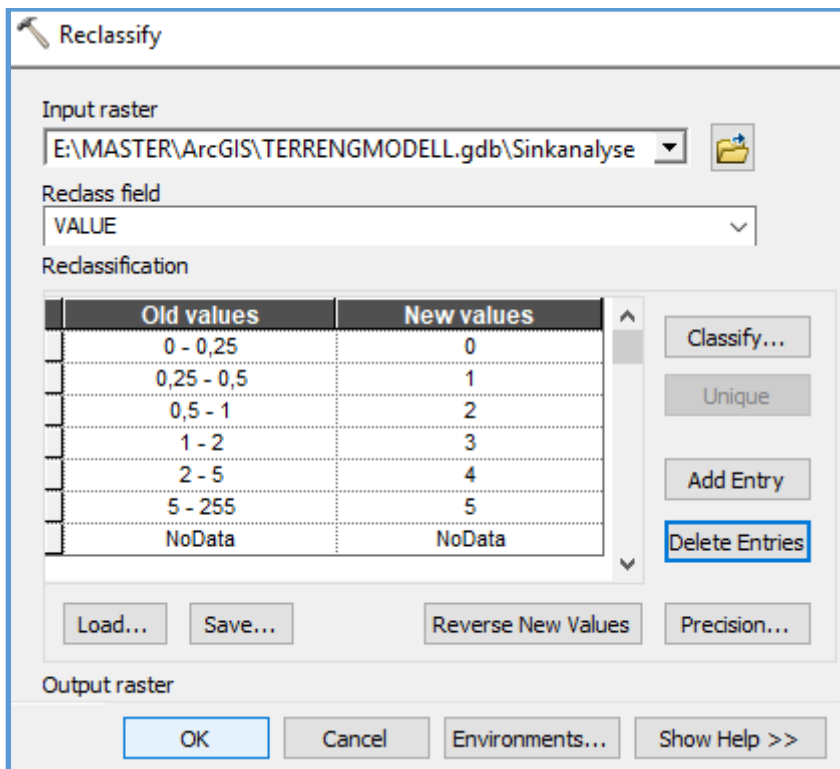 Reclassify
Input raster
E:\MASTER\ArcGIS\TERRENGMODELL.gdb\Sinkanalyse
Reclass field
VALUE
Reclassification
Old values New values
0 - 0,25 0
0,25 - 0,5 1
0,5 - 1 2
1 - 2 3
2 - 5 4
5 - 255 5
NoData NoData
Classify...
Unique
Add Entry
Delete Entries
Load... Save... Reverse New Values Precision...
Output raster
OK Cancel Environments... Show Help >>